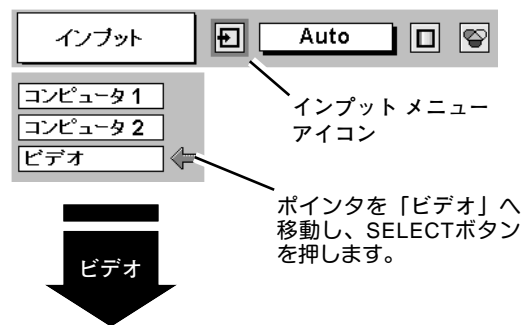 インプット
Auto
コンピュータ 1
コンピュータ 2
ビデオ
インプット メニュー
アイコン
ポインタを「ビデオ」へ
移動し、SELECTボタン
を押します。
ビデオ